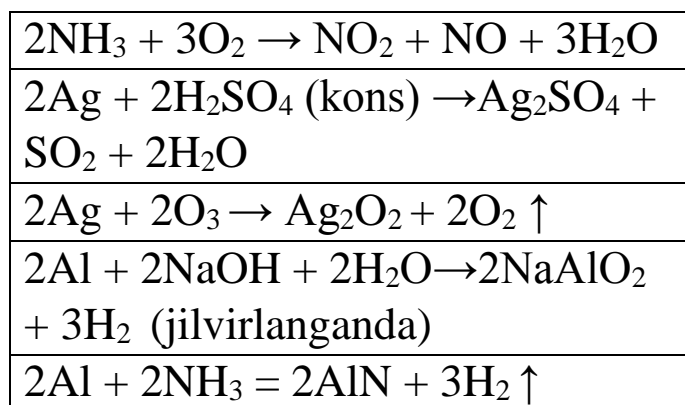 2NH₃ + 3O₂ → NO₂ + NO + 3H₂O
2Ag + 2H₂SO₄ (kons) →Ag₂SO₄ +
SO₂ + 2H₂O
2Ag + 2O₃ → Ag₂O₂ + 2O₂ ↑
2Al + 2NaOH + 2H₂O→2NaAlO₂
+ 3H₂ (jilvirlanganda)
2Al + 2NH₃ = 2AlN + 3H₂ ↑